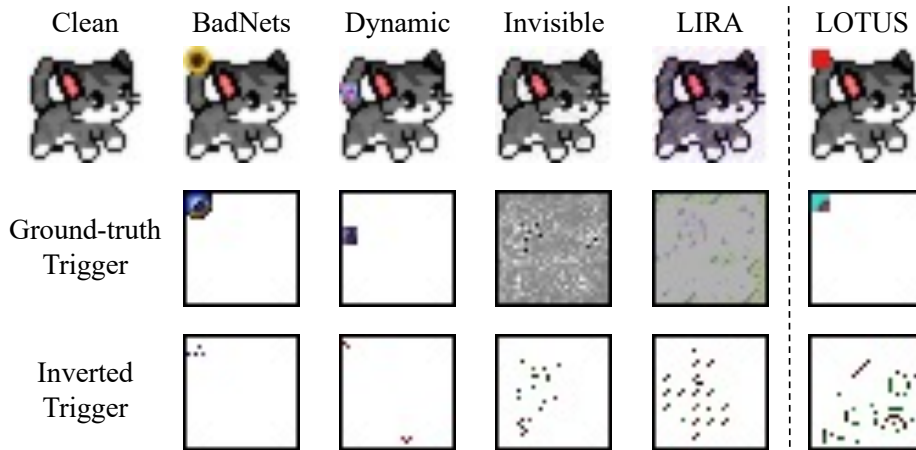 Clean BadNets Dynamic Invisible LIRA LOTUS
Ground-truth
Trigger
Inverted
Trigger